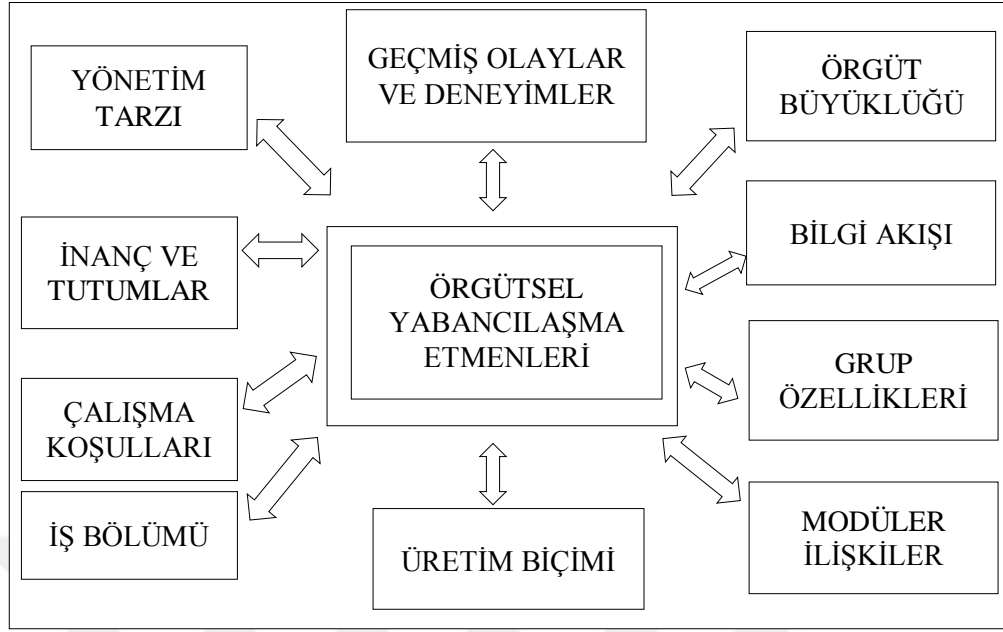 YÖNETİM
TARZI
GEÇMİŞ OLAYLAR
VE DENEYİMLER
ÖRGÜT
BÜYÜKLÜĞÜ
İNANÇ VE
TUTUMLAR
ÖRGÜTSEL
YABANCILAŞMA
ETMENLERİ
BİLGİ AKIŞI
ÇALIŞMA
KOŞULLARI
GRUP
ÖZELLİKLERİ
İŞ BÖLÜMÜ
ÜRETİM BİÇİMİ
MODÜLER
İLİŞKİLER